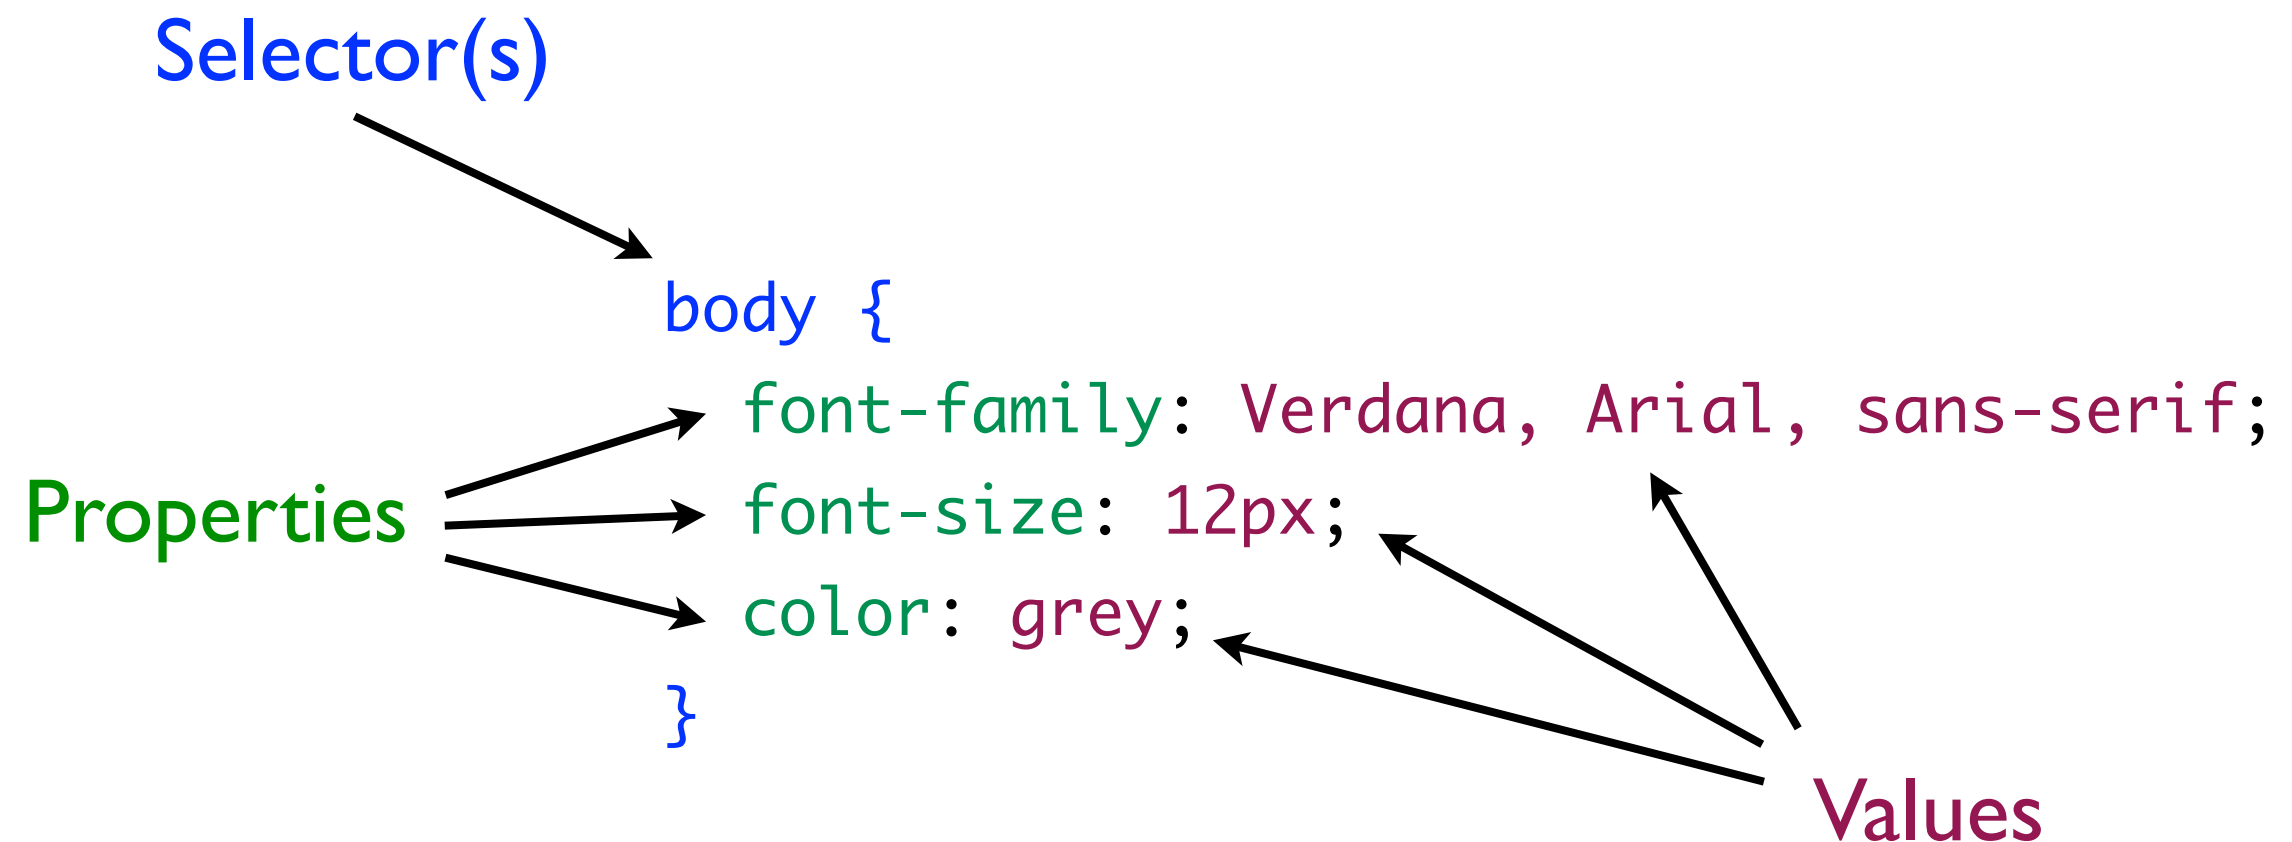 Selector(s)
body {
font-family: Verdana, Arial, sans-serif;
Properties
font-size: 12px;
color: grey;
}
Values